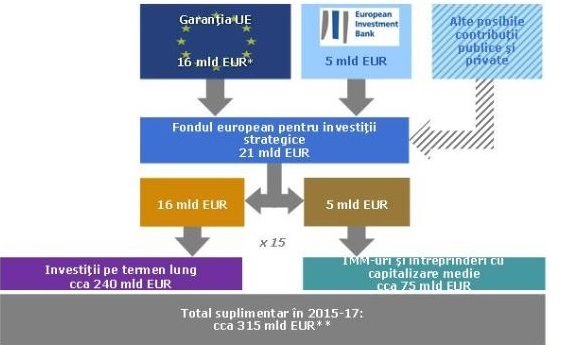 Garanția UE
16 mld EUR*
European
Investment
Bank
5 mld EUR
Alte posibile
contribuții
publice și
private
Fondul european pentru investiții
strategice
21 mld EUR
16 mld EUR
5 mld EUR
x 15
Investiții pe termen lung
cca 240 mld EUR
IMM-uri și întreprinderi cu
capitalizare medie
cca 75 mld EUR
Total suplimentar în 2015-17:
cca 315 mld EUR**